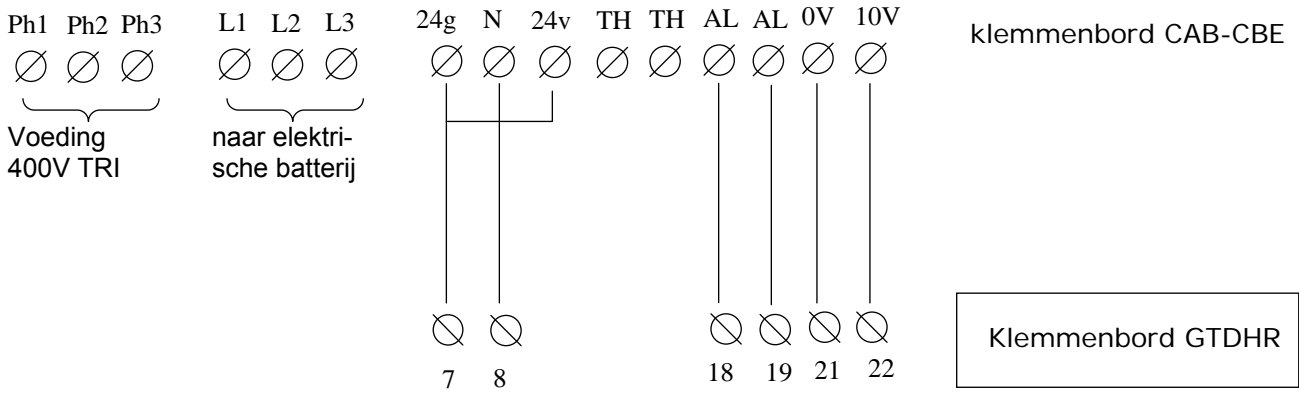 Ph1 Ph2 Ph3 L1 L2 L3 24g N 24v TH TH AL AL 0V 10V
klemmenbord CAB-CBE
Voeding
400V TRI
naar elektri-
sche batterij
Klemmenbord GTDHR
7 8 18 19 21 22